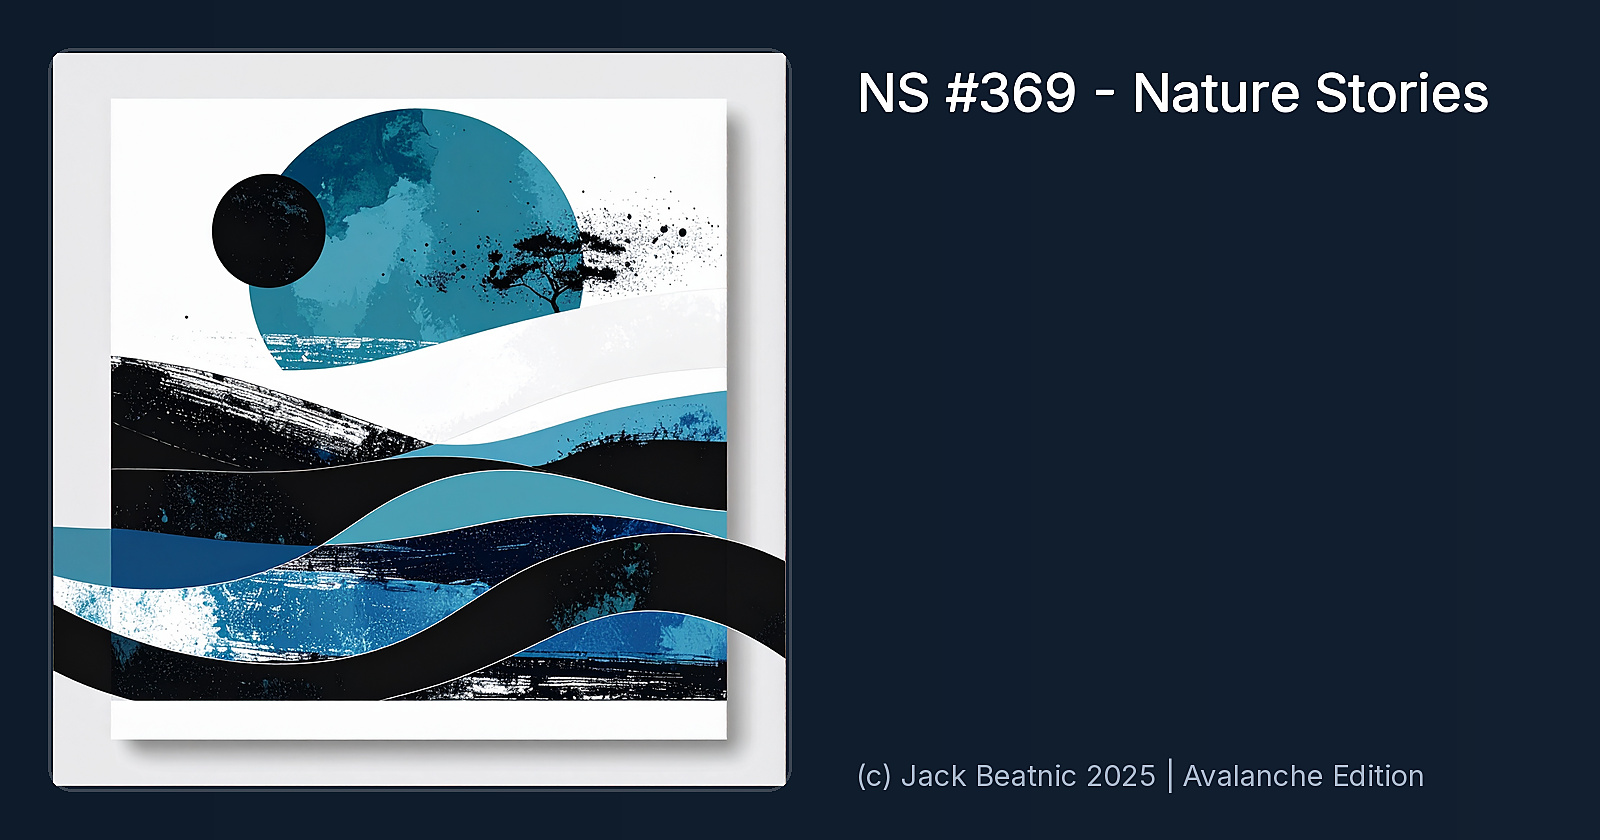 NS #369 - Nature Stories
(c) Jack Beatnic 2025 | Avalanche Edition